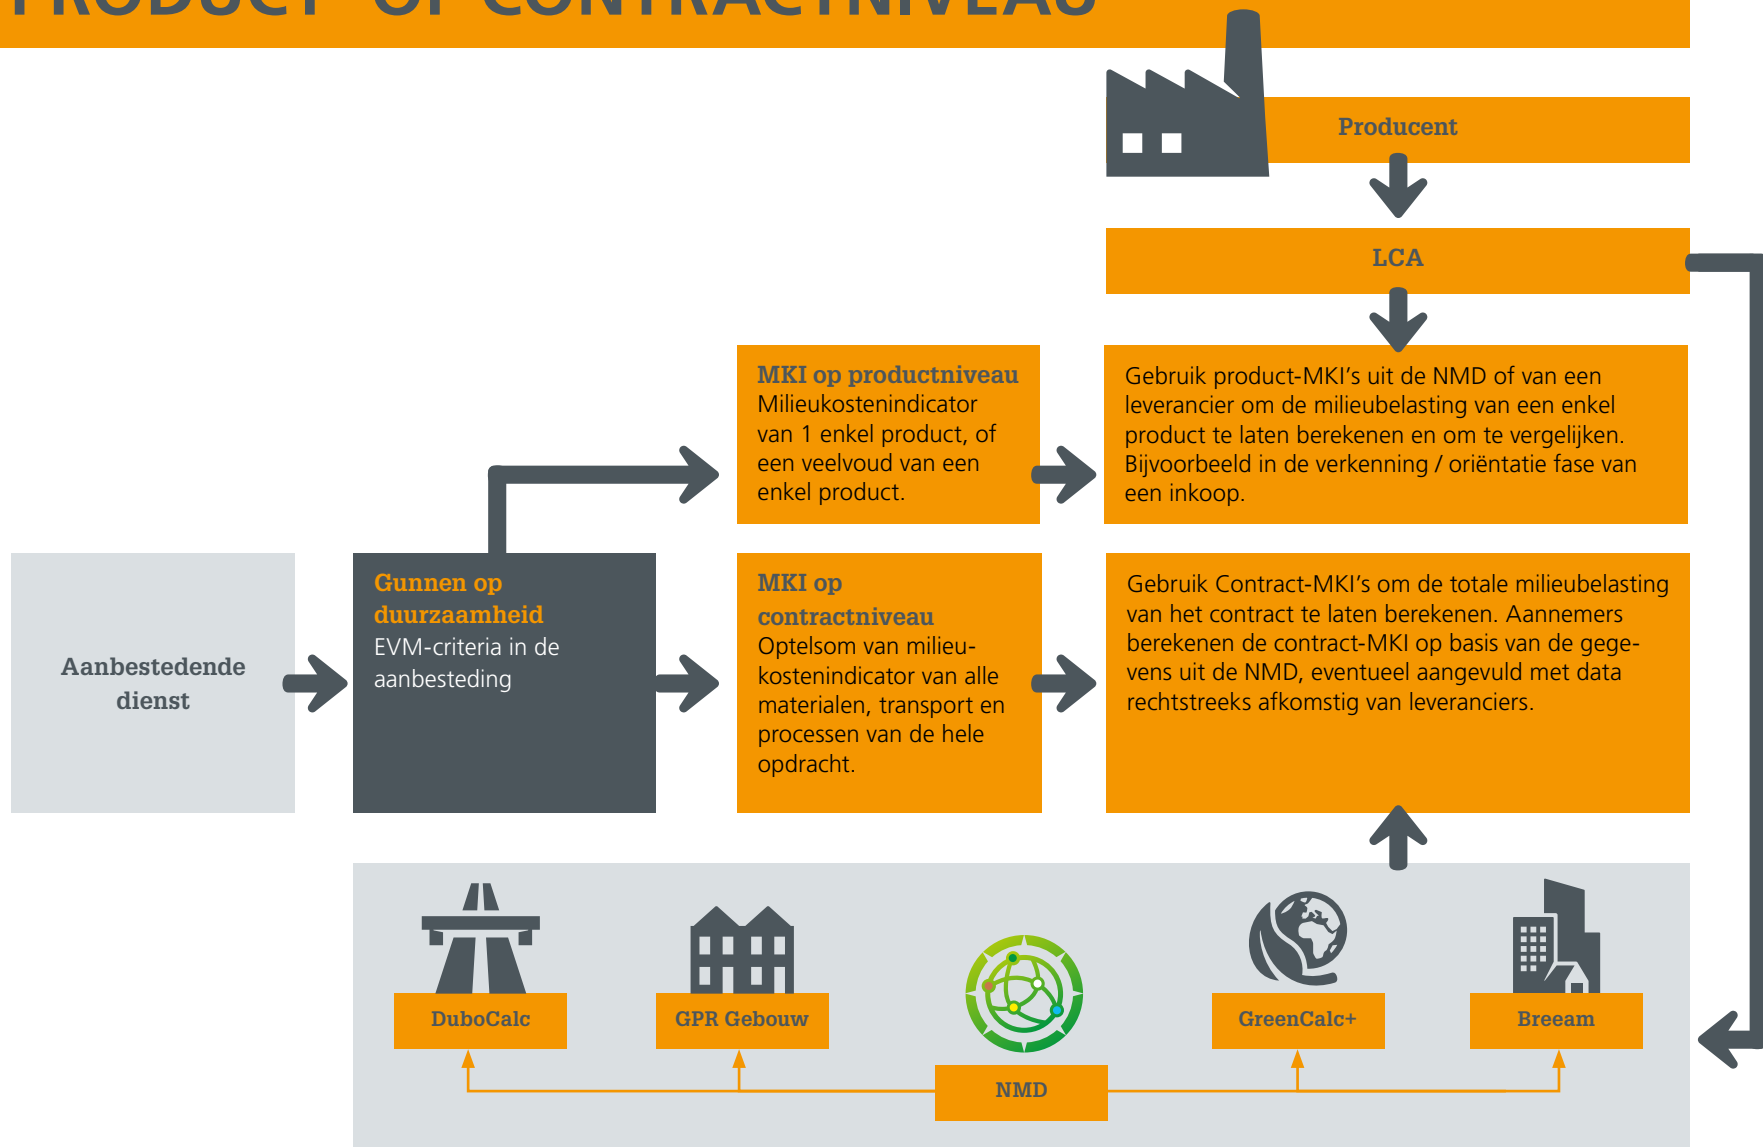 PRODUCT- OF CONTRACTNIVEAU
Producent
LCA
MKI op productniveau
Milieukostenindicator
van 1 enkel product, of
een veelvoud van een
enkel product.
Gebruik product-MKI's uit de NMD of van een
leverancier om de milieubelasting van een enkel
product te laten berekenen en om te vergelijken.
Bijvoorbeeld in de verkenning / oriëntatie fase van
een inkoop.
Aanbestedende
dienst
Gunnen op
duurzaamheid
EVM-criteria in de
aanbesteding
MKI op
contractniveau
Optelsom van milieu-
kostenindicator van alle
materialen, transport en
processen van de hele
opdracht.
Gebruik Contract-MKI's om de totale milieubelasting
van het contract te laten berekenen. Aannemers
berekenen de contract-MKI op basis van de gege-
vens uit de NMD, eventueel aangevuld met data
rechtstreeks afkomstig van leveranciers.
DuboCalc
GPR Gebouw
GreenCalc+
Breeam
NMD